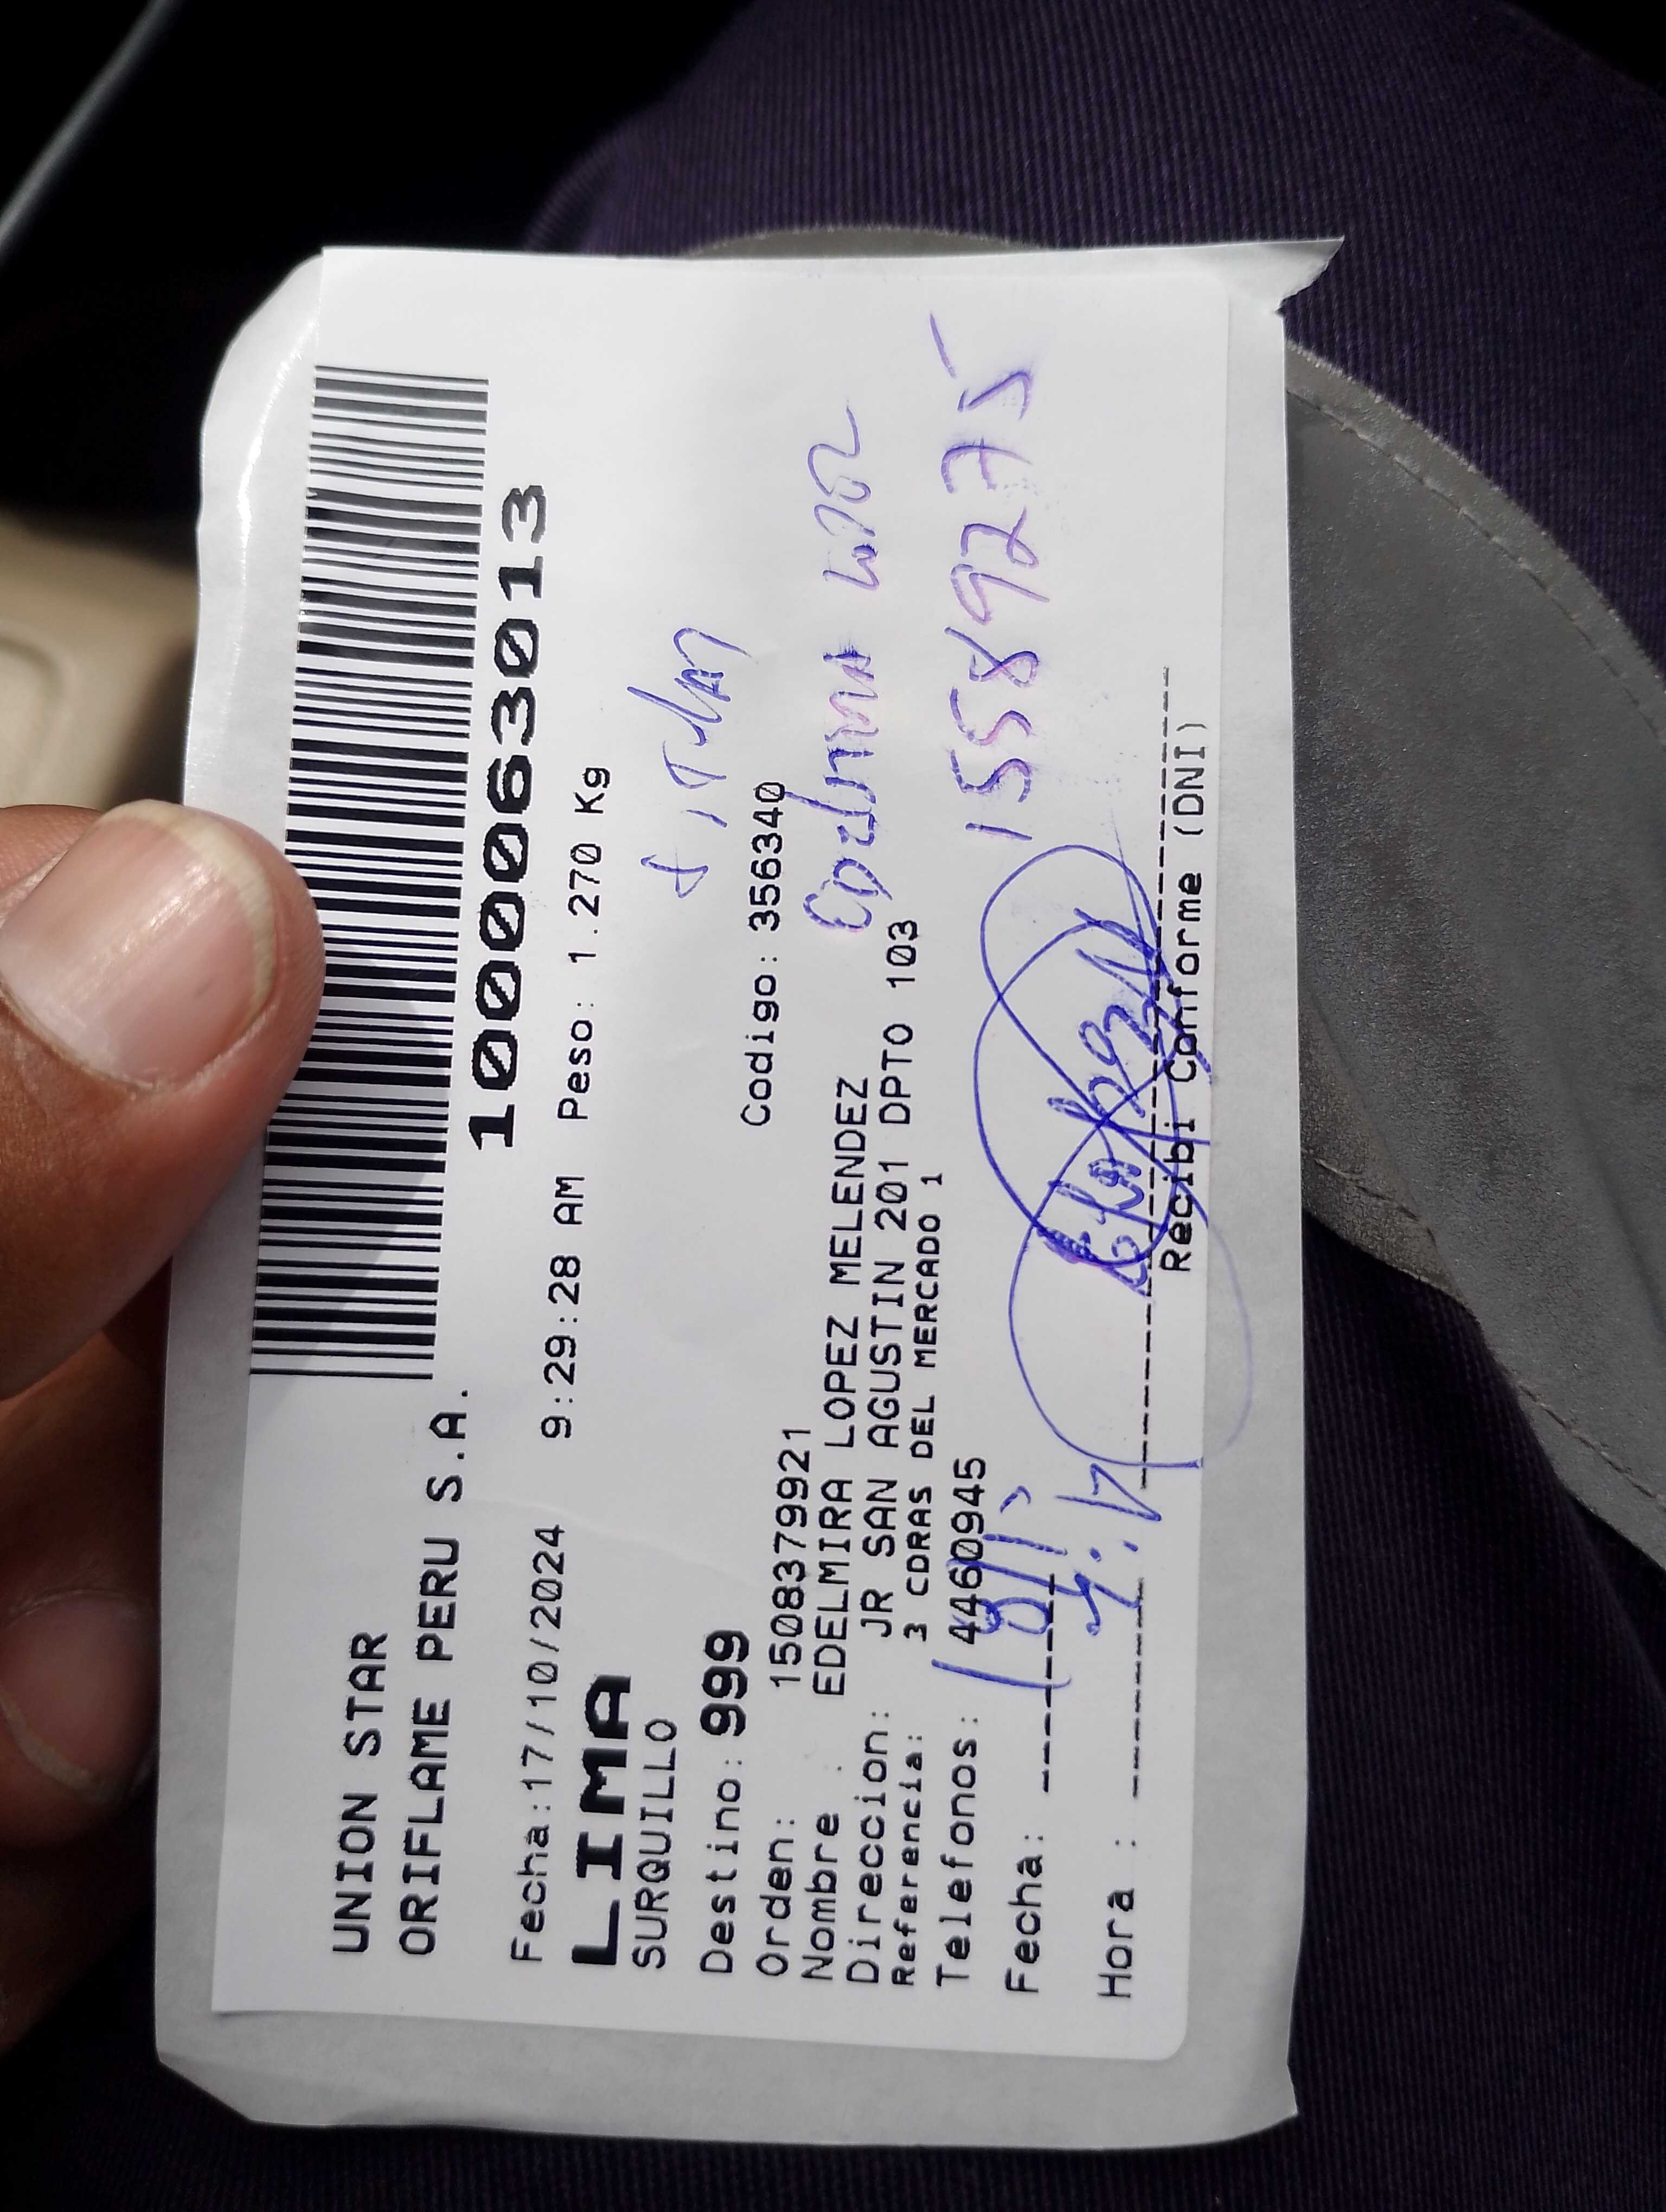 UNION STAR
ORIFLAME PERU S.A.
1000063013
Fecha:17/10/2024 9:29:28 AM Peso: 1.270 Kg
LIMA
SURQUILLO
Destino: 999
Codigo: 356340
Orden: 1508379921
Nombre : EDELMIRA LOPEZ MELENDEZ
Direccion: JR SAN AGUSTIN 201 DPTO 103
Referencia: 3 CDRAS DEL MERCADO 1
Telefonos: 4460945
15589275
Fecha:
Hora :
Recibi Conforme (DNI)